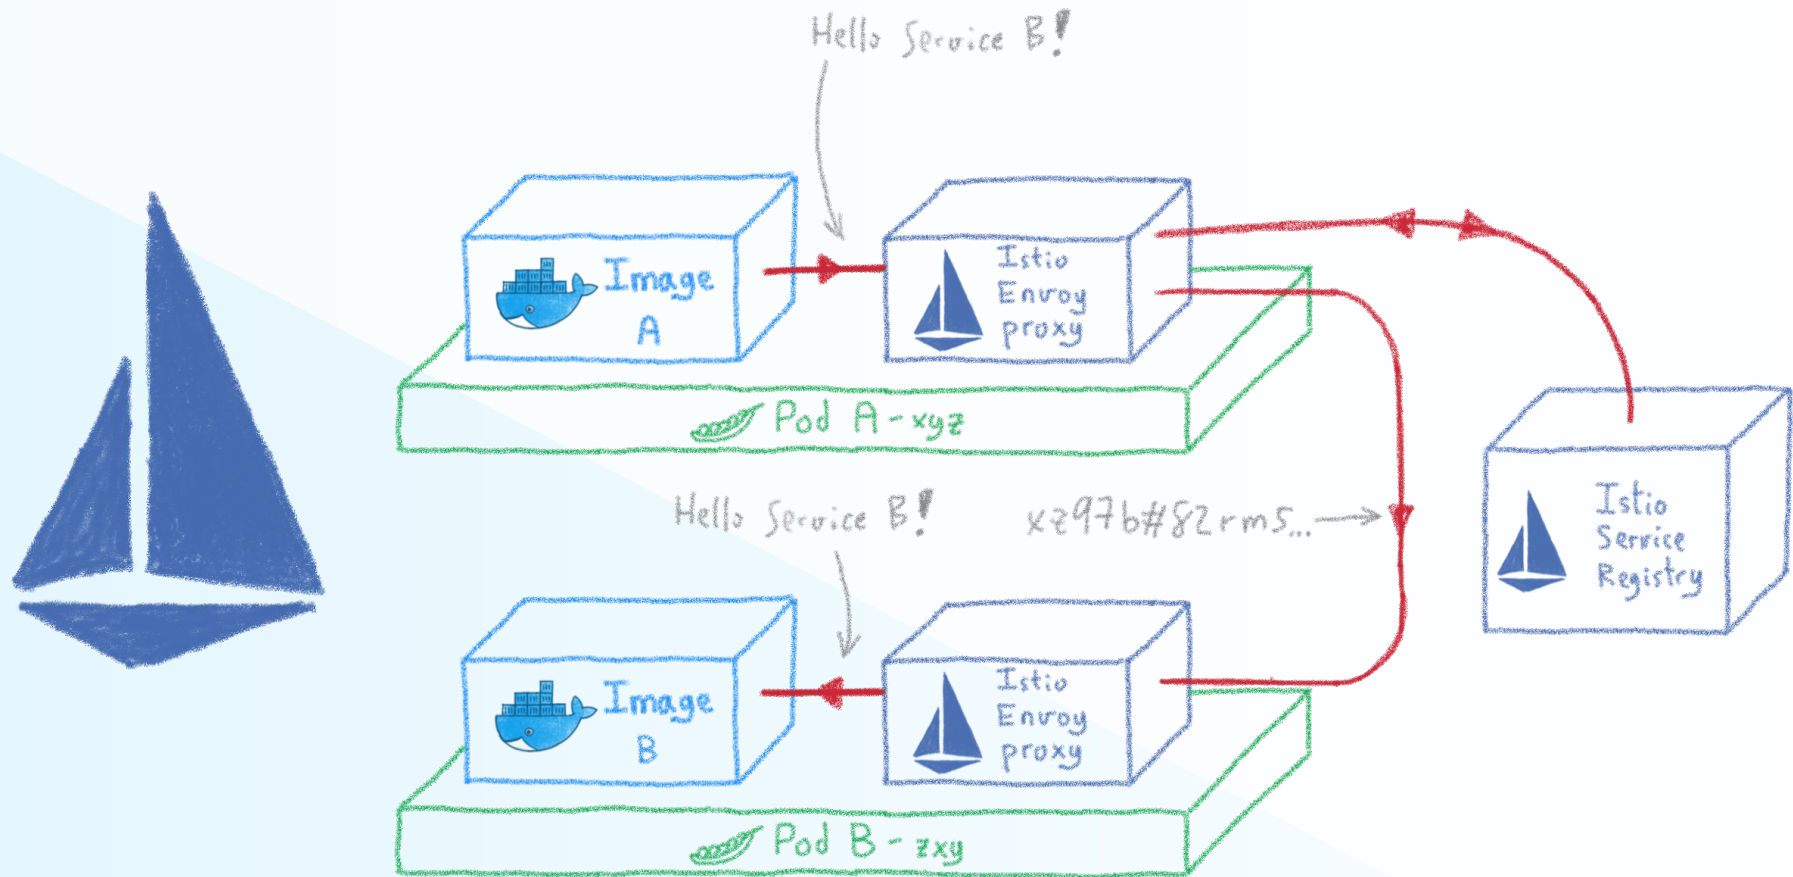 Hello Service B!
Image
A
Istio
Envoy
proxy
Pod A-xyz
Hello Service B!
xz97b#82rm5...
Istio
Service
Registry
Image
B
Istio
Envoy
proxy
Pod B-zxy